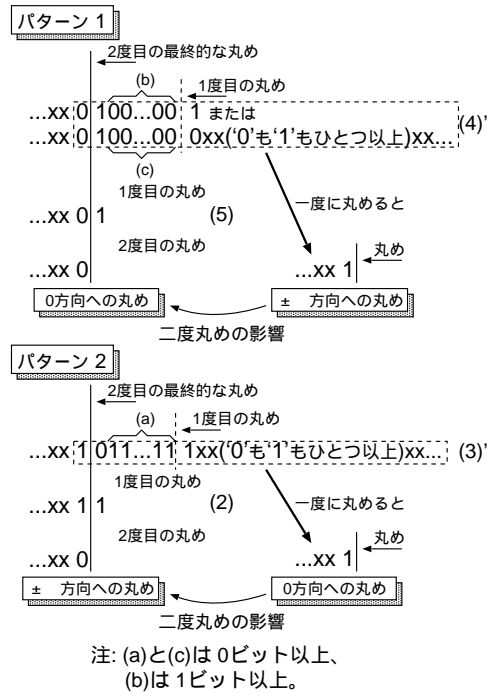 パターン 1
2度目の最終的な丸め
(b)
1度目の丸め
...xx 0 100...00 1 または
...xx 0 100...00 0xx(‘0’も‘1’もひとつ以上)xx...
(4)'
(c)
1度目の丸め
...xx 0 1
(5)
一度に丸めると
2度目の丸め
...xx 0
...xx 1
丸め
0方向への丸め
± 方向への丸め
二度丸めの影響
パターン 2
2度目の最終的な丸め
(a)
1度目の丸め
...xx 1 011...11 1xx(‘0’も‘1’もひとつ以上)xx...
(3)'
1度目の丸め
...xx 1 1
(2)
一度に丸めると
2度目の丸め
...xx 0
...xx 1
丸め
± 方向への丸め
0方向への丸め
二度丸めの影響
注: (a)と(c)は 0ビット以上、
(b)は 1ビット以上。